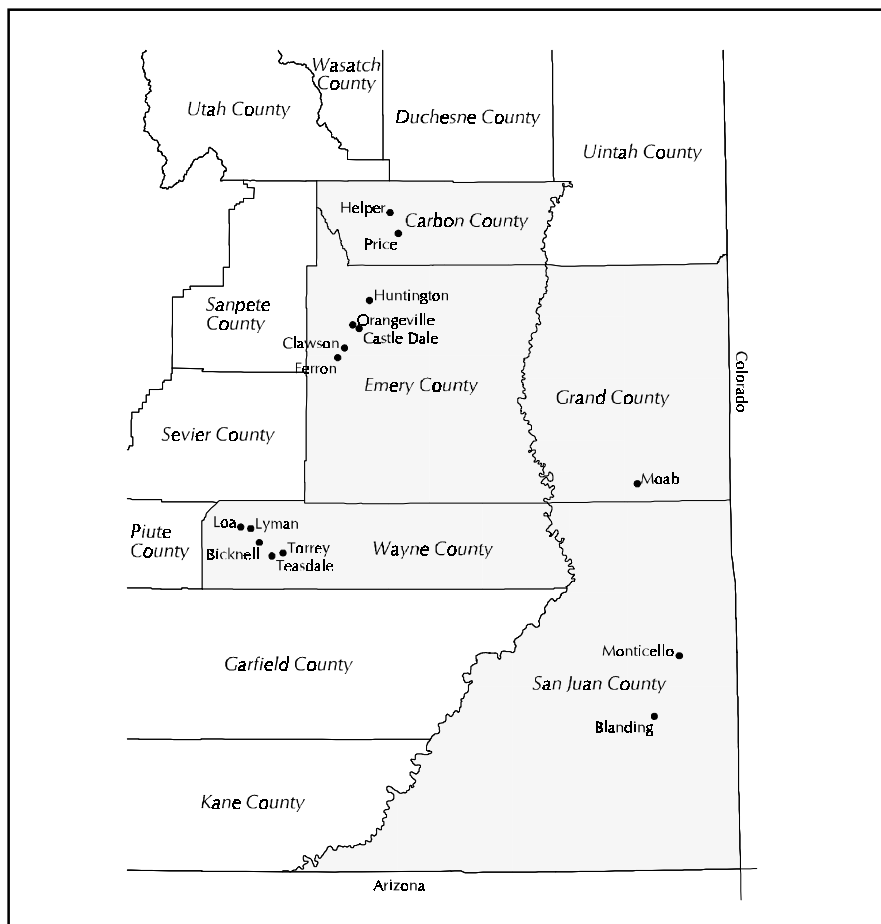 Wasatch
County
Utah County
Duchesne County
Uintah County
Helper
Carbon County
Price
Huntington
Sanpete
County
Orangeville
Castle Dale
Clawson
Ferron
Emery County
Grand County
Colorado
Sevier County
Moab
Loa
Lyman
Piute
County
Bicknell
Torrey
Teasdale
Wayne County
Garfield County
Monticello
San Juan County
Blanding
Kane County
Arizona